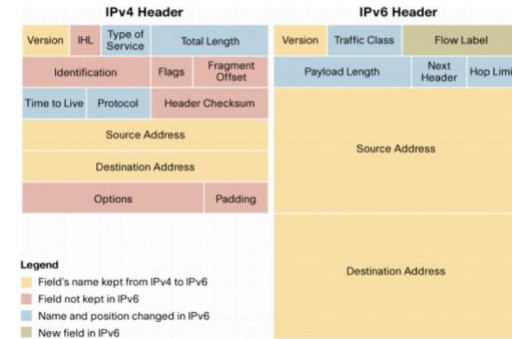 IPv4 Header
Version IHL Type of Service Total Length
Identification Flags Fragment Offset
Time to Live Protocol Header Checksum
Source Address
Destination Address
Options Padding
IPv6 Header
Version Traffic Class Flow Label
Payload Length Next Header Hop Limi
Source Address
Destination Address
Legend
Field's name kept from IPv4 to IPv6
Field not kept in IPv6
Name and position changed in IPv6
New field in IPv6